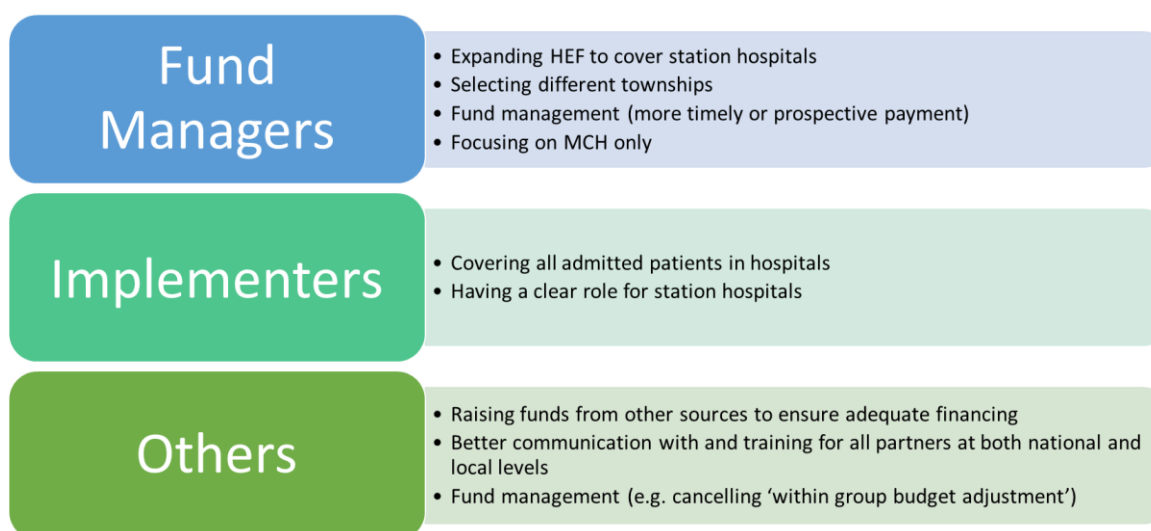 Fund
Managers
• Expanding HEF to cover station hospitals
• Selecting different townships
• Fund management (more timely or prospective payment)
• Focusing on MCH only
Implementers
• Covering all admitted patients in hospitals
• Having a clear role for station hospitals
Others
• Raising funds from other sources to ensure adequate financing
• Better communication with and training for all partners at both national and
local levels
• Fund management (e.g. cancelling ‘within group budget adjustment’)